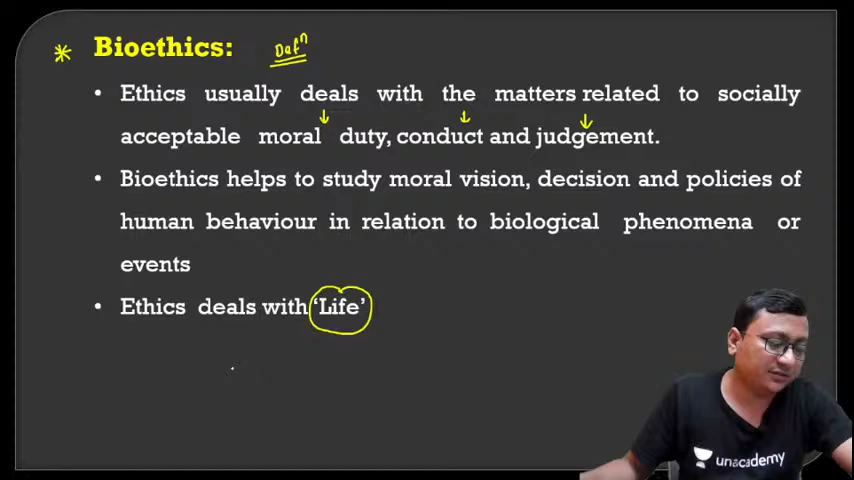 * Bioethics: Defⁿ
• Ethics usually deals with the matters related to socially
acceptable moral duty, conduct and judgement.
• Bioethics helps to study moral vision, decision and policies of
human behaviour in relation to biological phenomena or
events
• Ethics deals with ‘Life’
unacademy